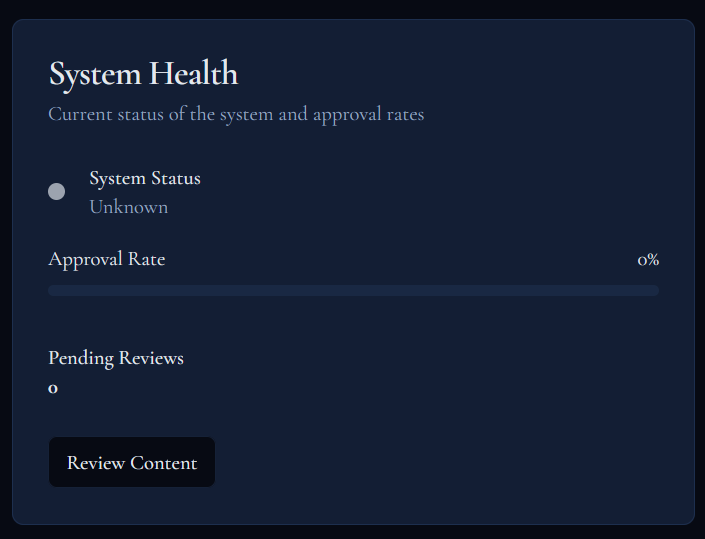 System Health
Current status of the system and approval rates
System Status
Unknown
Approval Rate
0%
Pending Reviews
0
Review Content